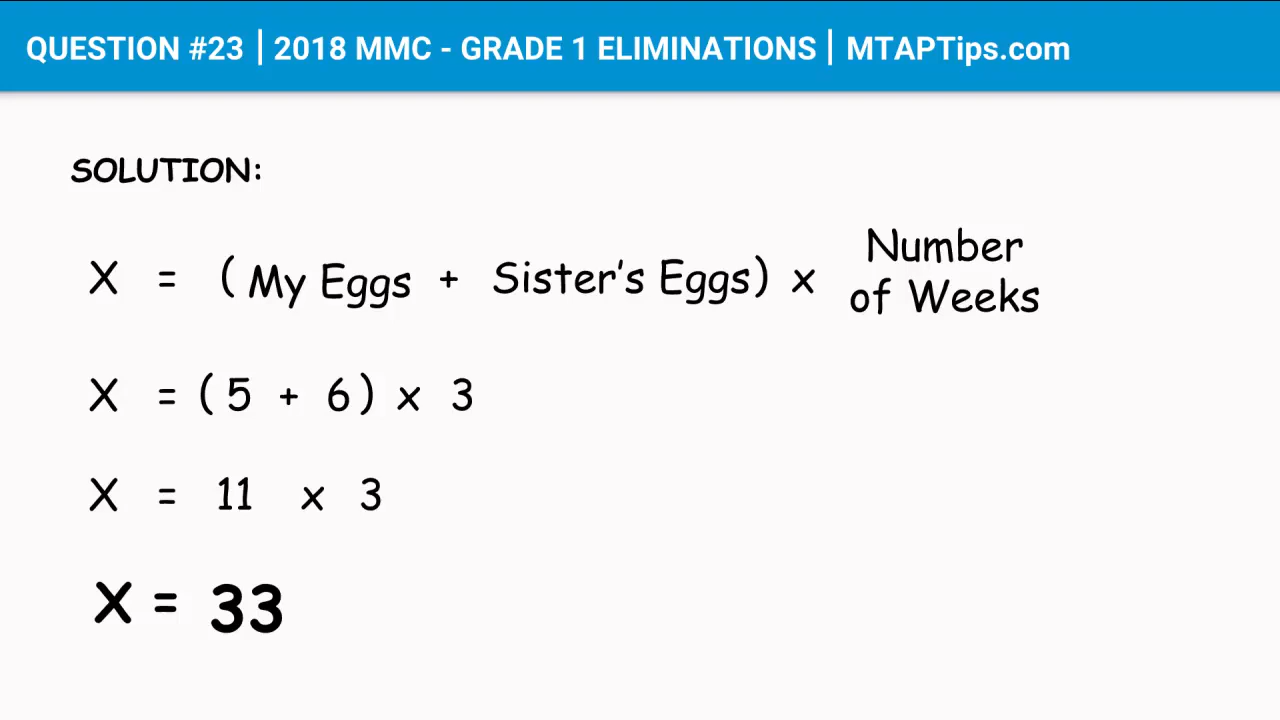 QUESTION #23 | 2018 MMC - GRADE 1 ELIMINATIONS | MTAPTips.com
SOLUTION:
X = ( My Eggs + Sister's Eggs) x Number of Weeks
X = ( 5 + 6 ) x 3
X = 11 x 3
X = 33